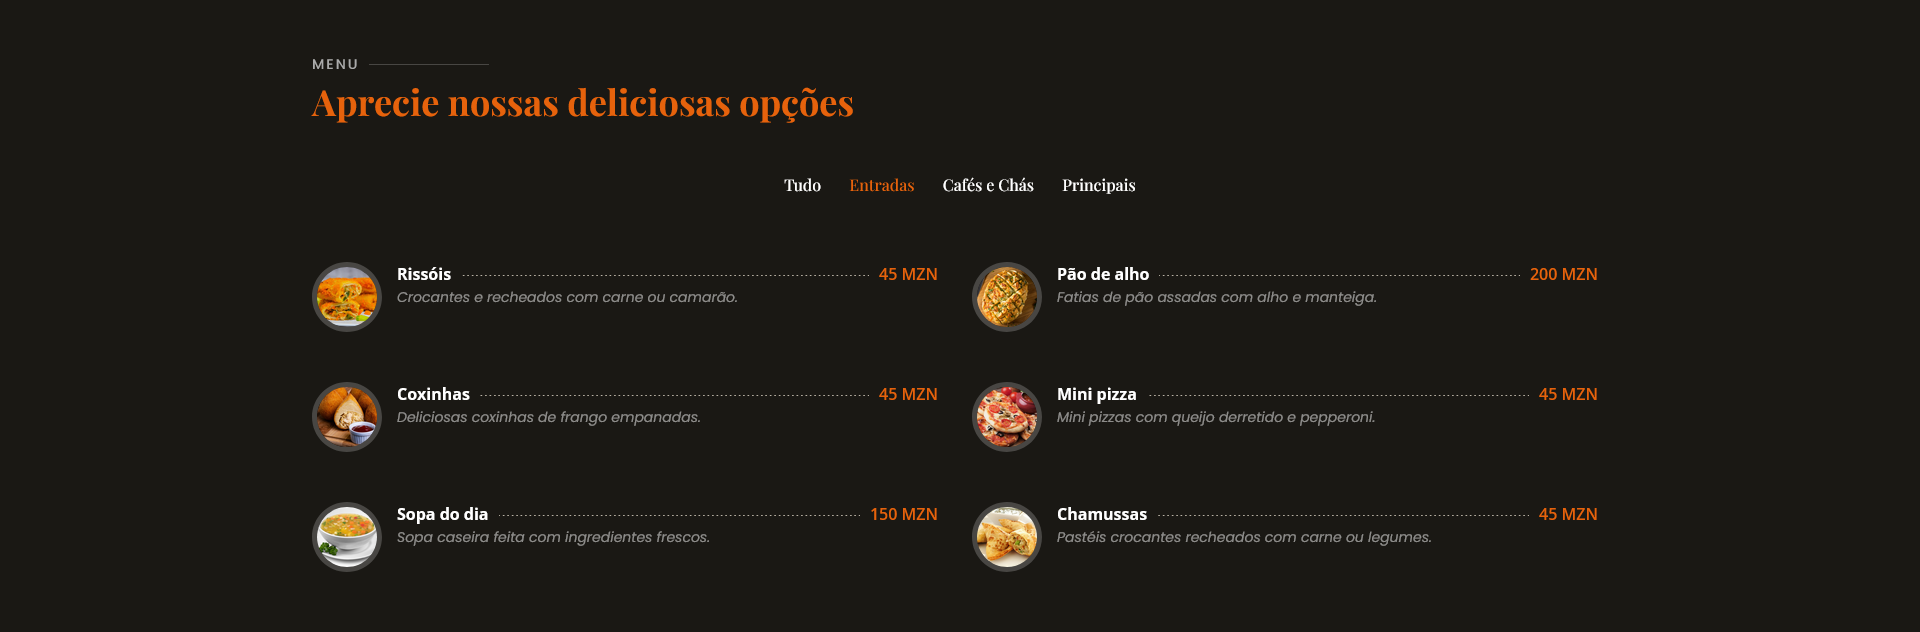 MENU
Aprecie nossas deliciosas opções
Tudo Entradas Cafés e Chás Principais
Rissóis 45 MZN
Crocantes e recheados com carne ou camarão.
Pão de alho 200 MZN
Fatias de pão assadas com alho e manteiga.
Coxinhas 45 MZN
Deliciosas coxinhas de frango empanadas.
Mini pizza 45 MZN
Mini pizzas com queijo derretido e pepperoni.
Sopa do dia 150 MZN
Sopa caseira feita com ingredientes frescos.
Chamussas 45 MZN
Pastéis crocantes recheados com carne ou legumes.